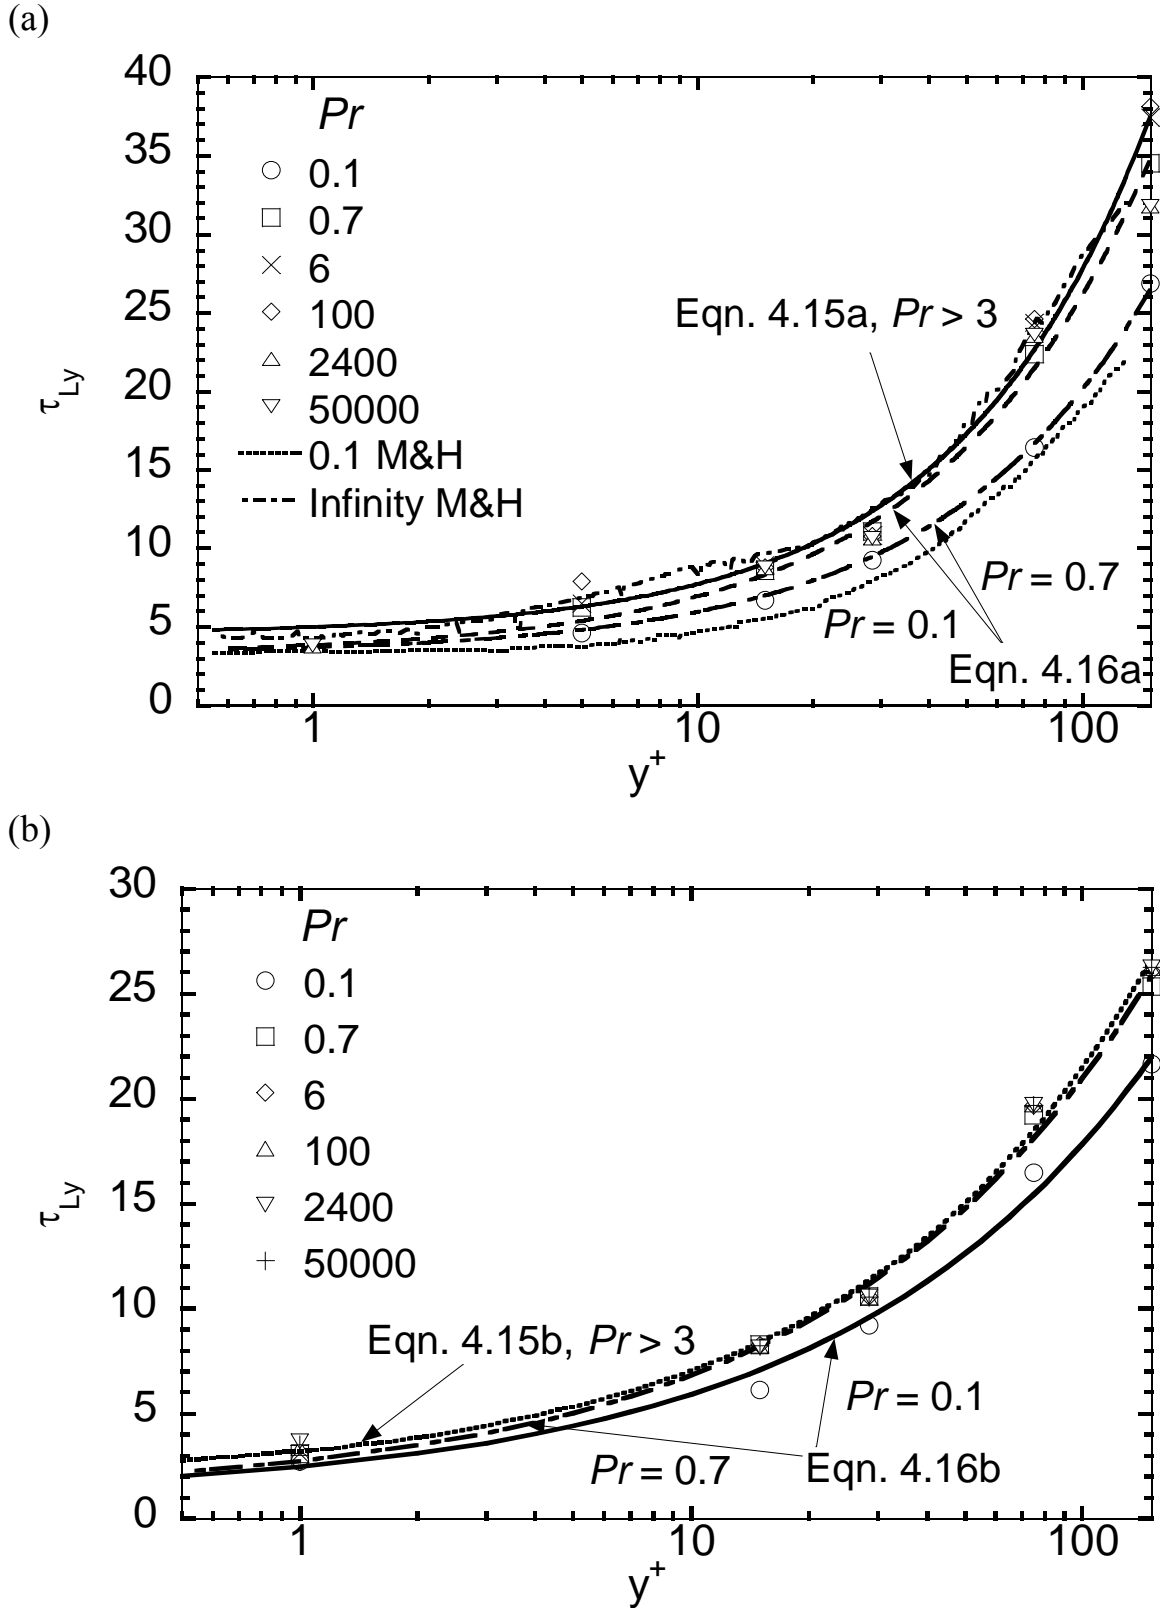 (a)
40
35
30
25
20
15
10
5
0
τLy
Pr
0.1
0.7
6
100
2400
50000
0.1 M&H
Infinity M&H
Eqn. 4.15a, Pr > 3
Pr = 0.7
Pr = 0.1
Eqn. 4.16a
1
10
100
y+
(b)
30
25
20
15
10
5
0
τLy
Pr
0.1
0.7
6
100
2400
50000
Eqn. 4.15b, Pr > 3
Pr = 0.1
Pr = 0.7
Eqn. 4.16b
1
10
100
y+